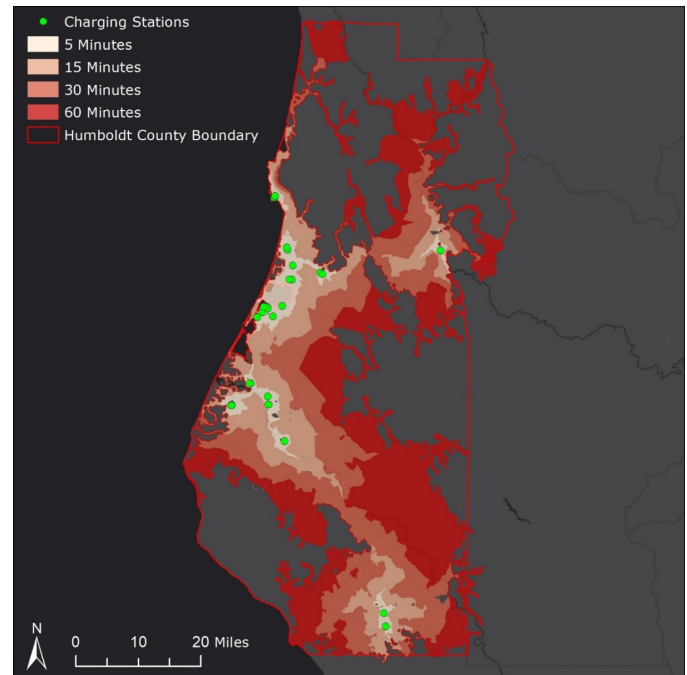 Charging Stations
5 Minutes
15 Minutes
30 Minutes
60 Minutes
Humboldt County Boundary
N
0 10 20 Miles